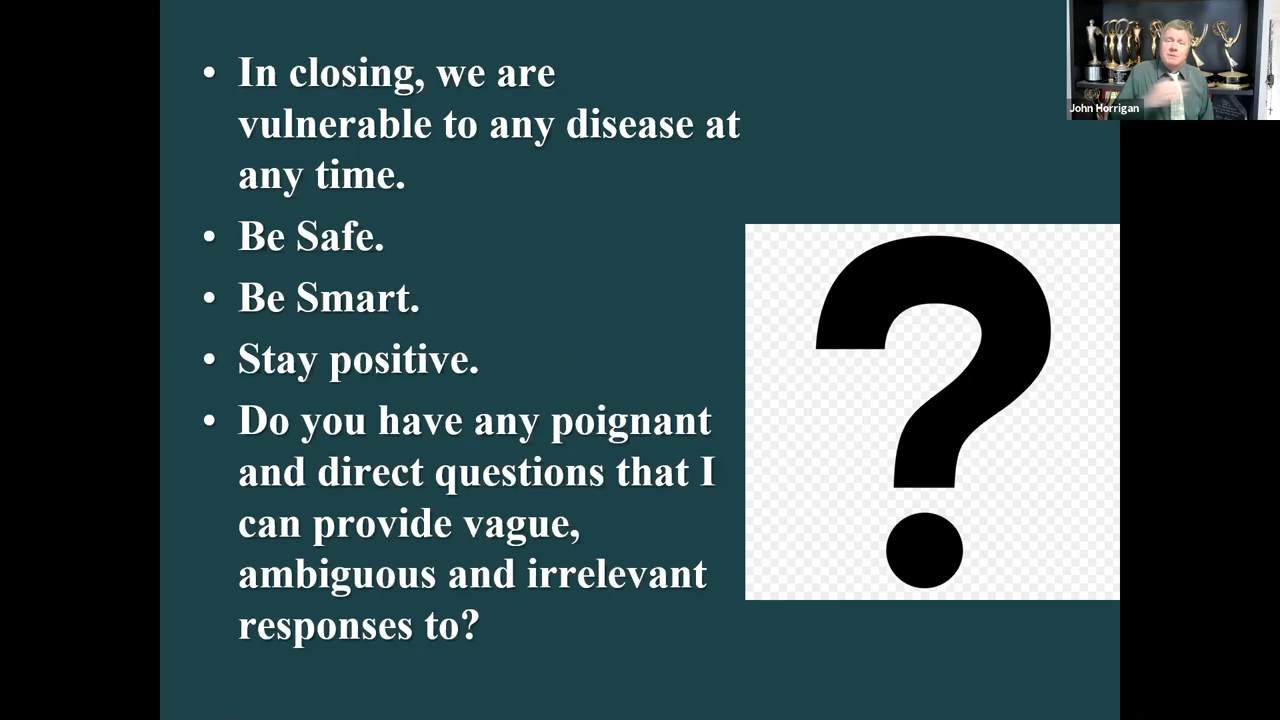 • In closing, we are
vulnerable to any disease at
any time.
• Be Safe.
• Be Smart.
• Stay positive.
• Do you have any poignant
and direct questions that I
can provide vague,
ambiguous and irrelevant
responses to?
John Horrigan